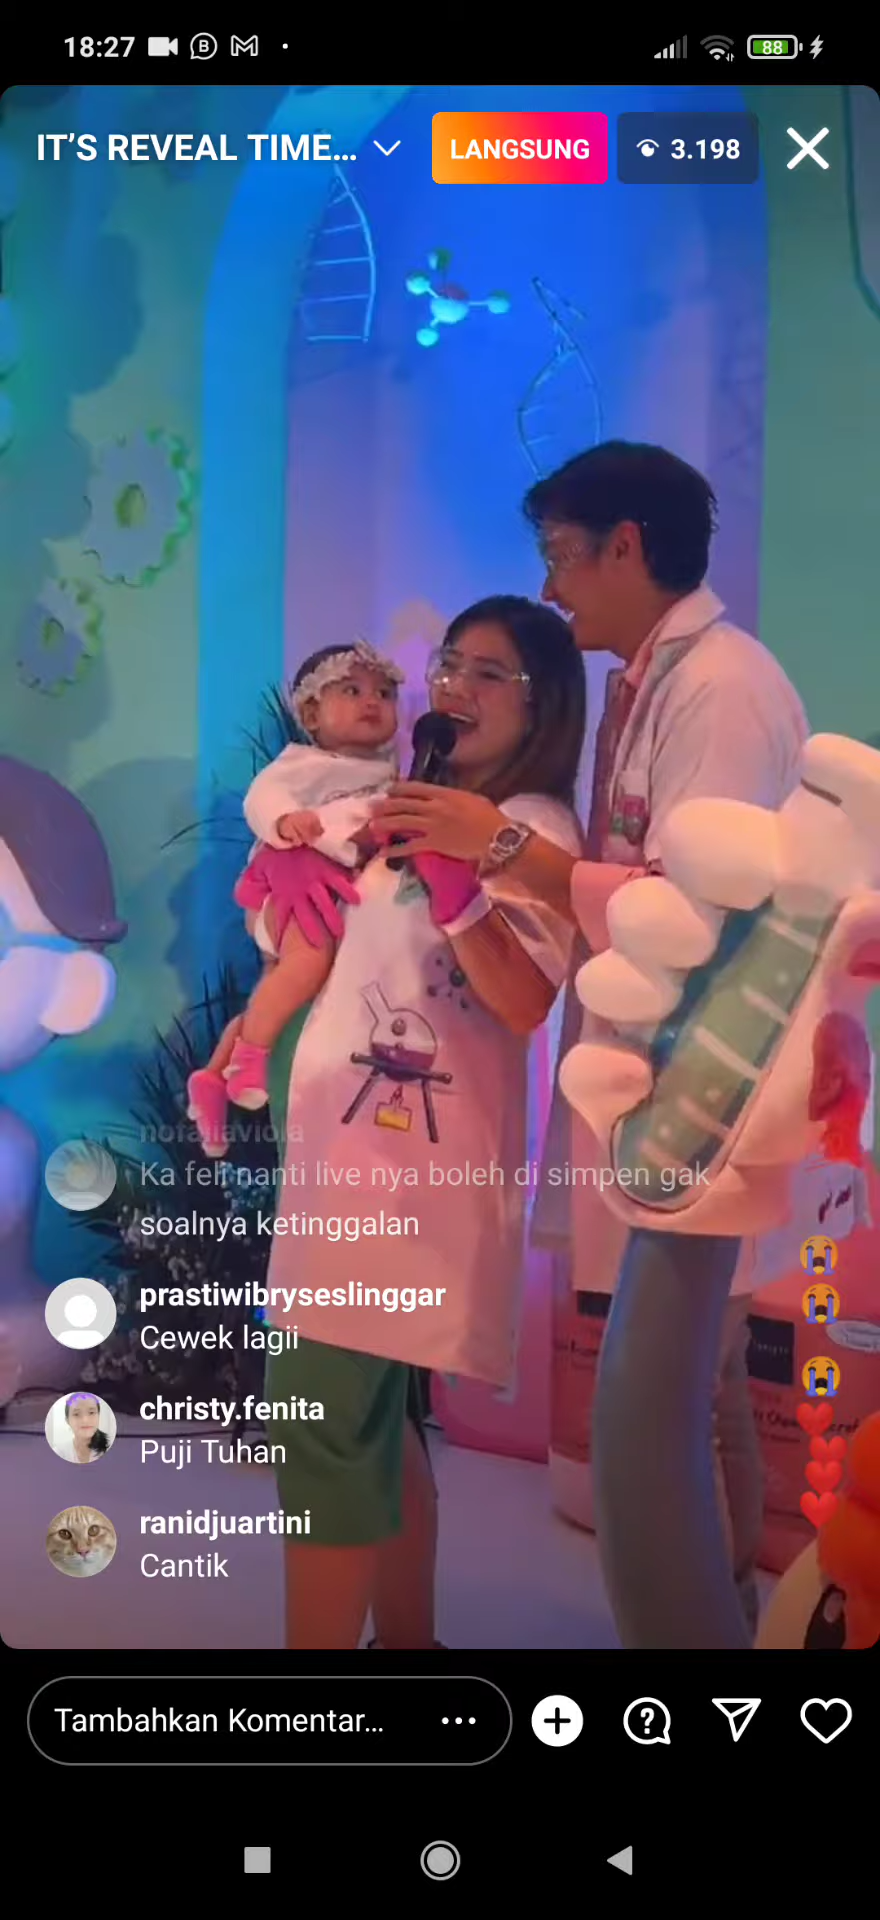 18:27
88
IT'S REVEAL TIME...
LANGSUNG
3.198
nofaliaviola
Ka feli nanti live nya boleh di simpen gak
soalnya ketinggalan
prastiwibryseslinggar
Cewek lagii
christy.fenita
Puji Tuhan
ranidjuartini
Cantik
Tambahkan Komentar...